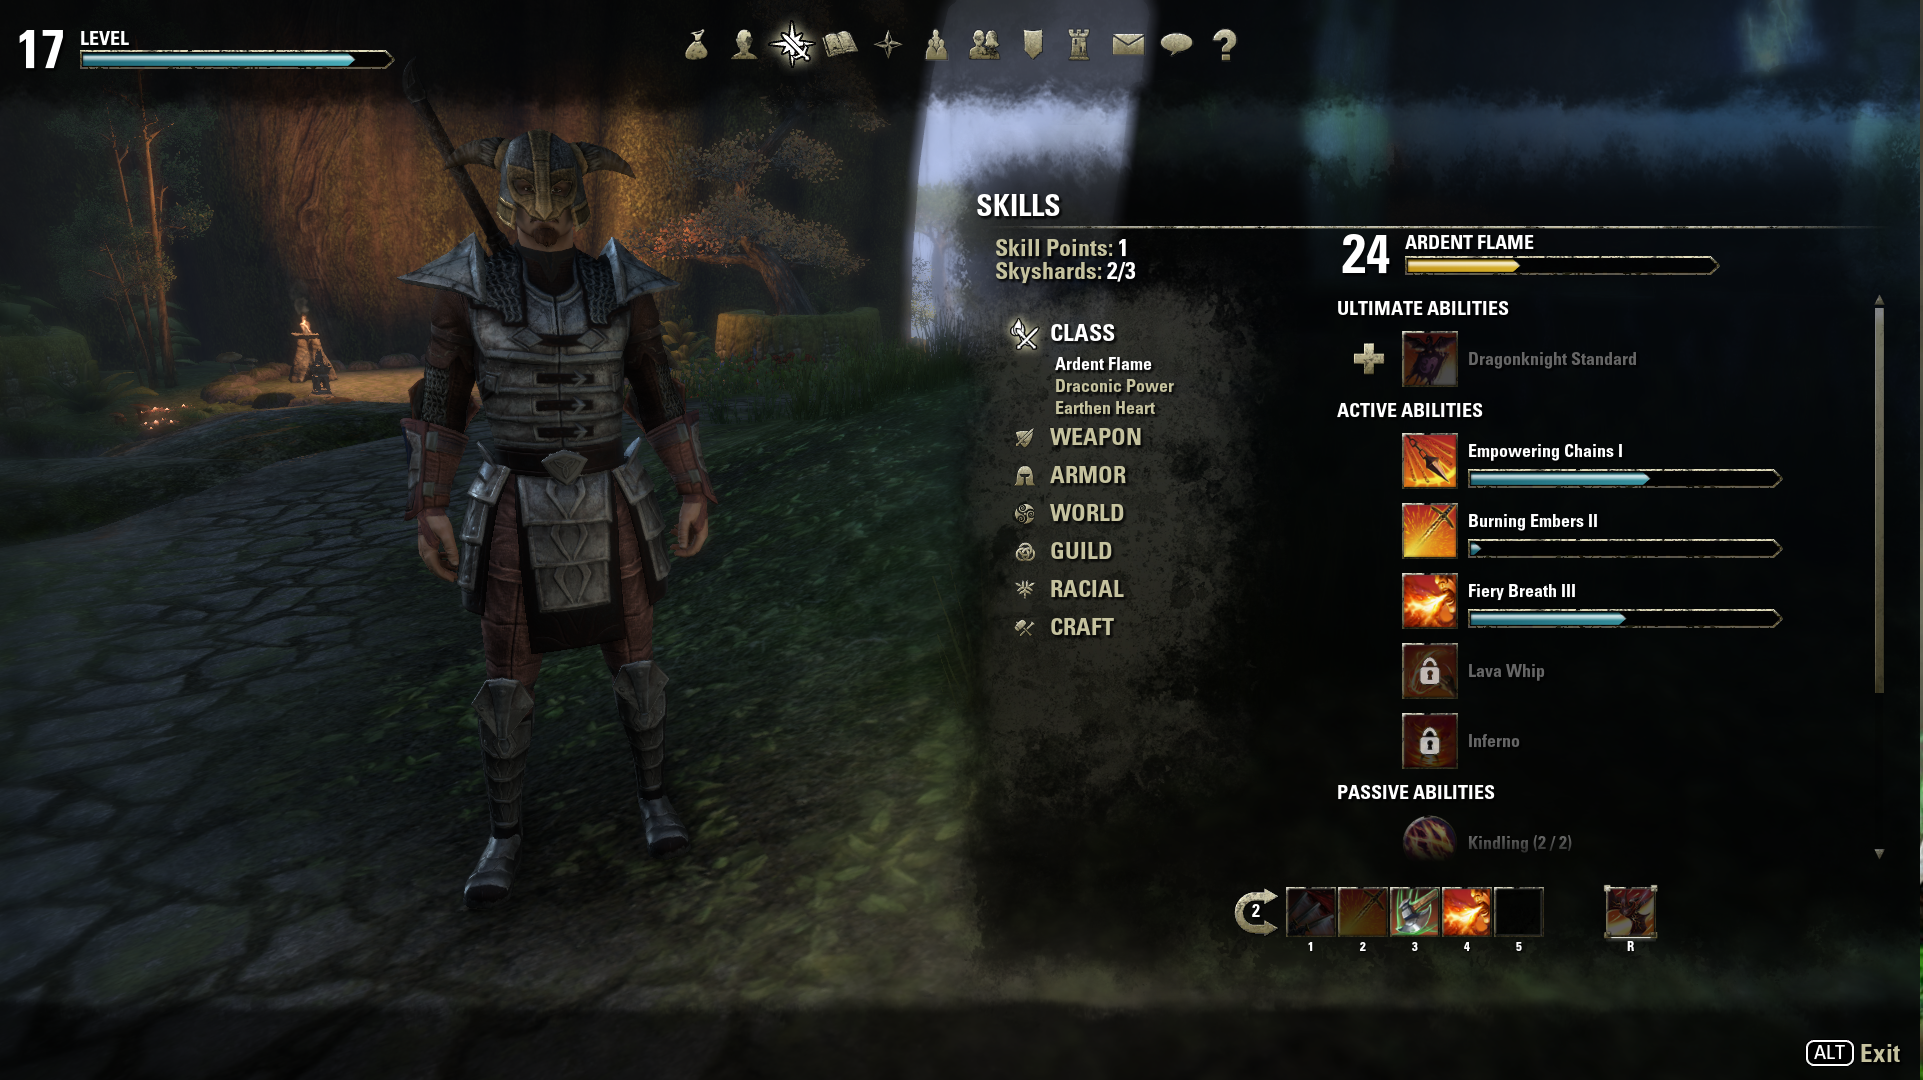 17 LEVEL
SKILLS
Skill Points: 1
Skyshards: 2/3
CLASS
Ardent Flame
Draconic Power
Earthen Heart
WEAPON
ARMOR
WORLD
GUILD
RACIAL
CRAFT
24 ARDENT FLAME
ULTIMATE ABILITIES
Dragonknight Standard
ACTIVE ABILITIES
Empowering Chains I
Burning Embers II
Fiery Breath III
Lava Whip
Inferno
PASSIVE ABILITIES
Kindling (2 / 2)
2
1 2 3 4 5 R
ALT Exit